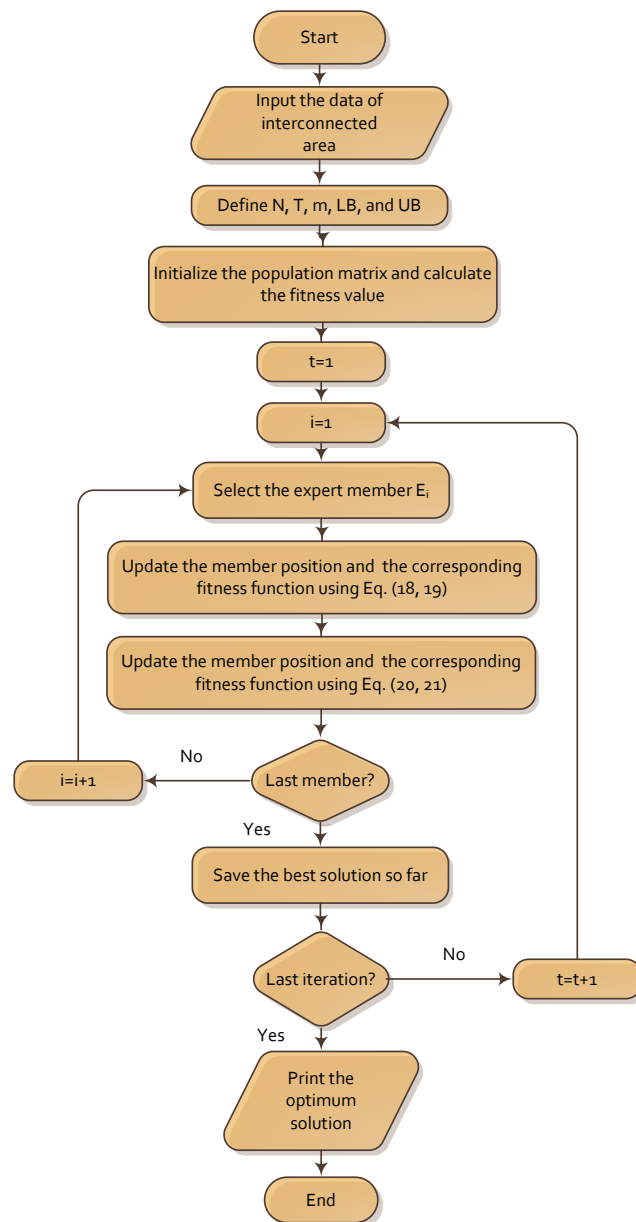 Start
Input the data of
interconnected
area
Define N, T, m, LB, and UB
Initialize the population matrix and calculate
the fitness value
t=1
i=1
Select the expert member Eᵢ
Update the member position and the corresponding
fitness function using Eq. (18, 19)
Update the member position and the corresponding
fitness function using Eq. (20, 21)
No
i=i+1
Last member?
Yes
Save the best solution so far
Last iteration?
No
t=t+1
Yes
Print the
optimum
solution
End